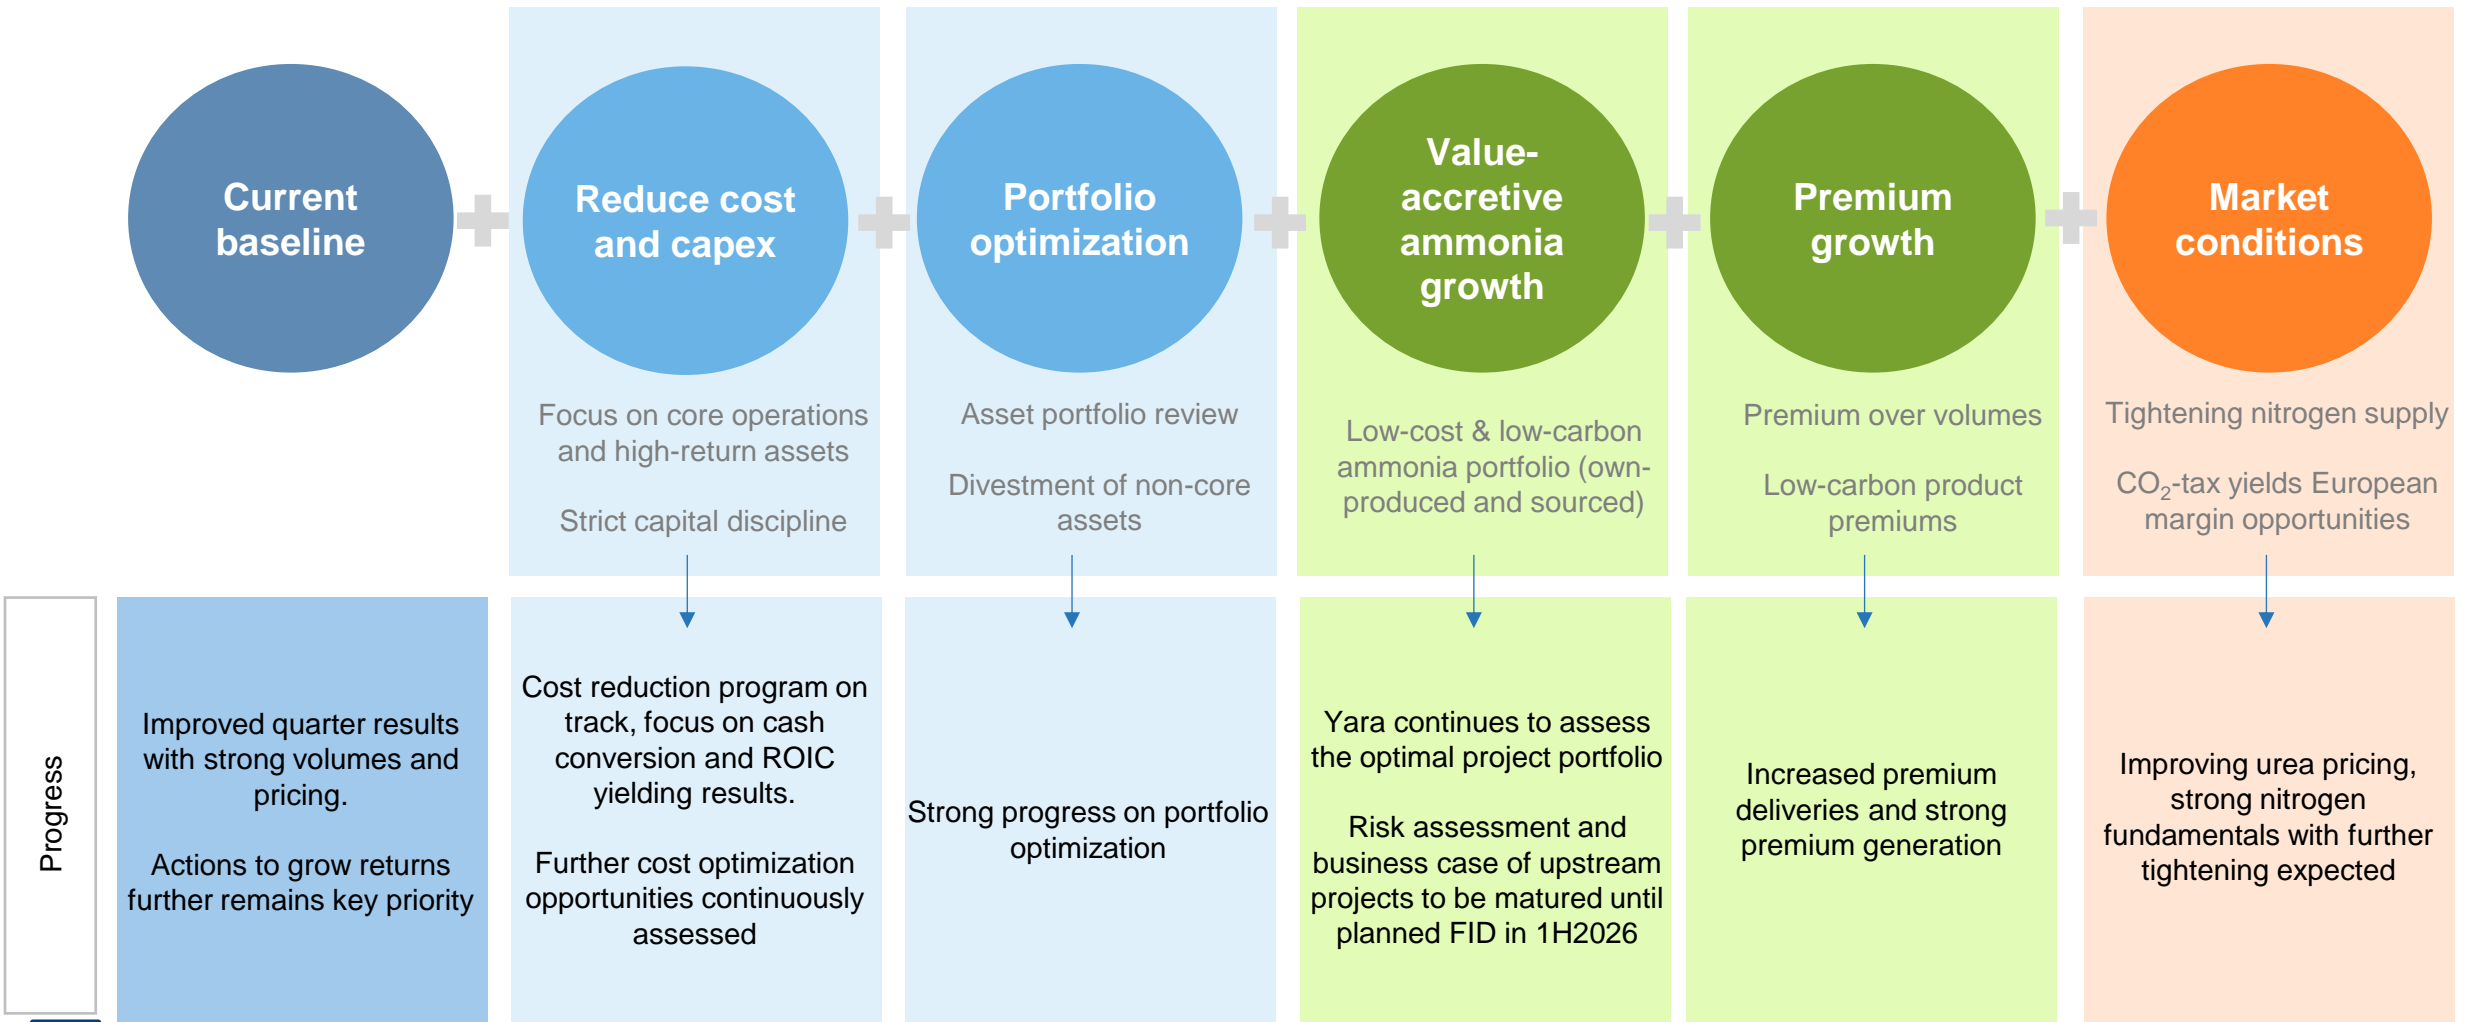 Current
baseline
Reduce cost
and capex
Focus on core operations
and high-return assets
Strict capital discipline
Portfolio
optimization
Asset portfolio review
Divestment of non-core
assets
Value-
accretive
ammonia
growth
Low-cost & low-carbon
ammonia portfolio (own-
produced and sourced)
Premium
growth
Premium over volumes
Low-carbon product
premiums
Market
conditions
Tightening nitrogen supply
CO₂-tax yields European
margin opportunities
Progress
Improved quarter results
with strong volumes and
pricing.
Actions to grow returns
further remains key priority
Cost reduction program on
track, focus on cash
conversion and ROIC
yielding results.
Further cost optimization
opportunities continuously
assessed
Strong progress on portfolio
optimization
Yara continues to assess
the optimal project portfolio
Risk assessment and
business case of upstream
projects to be matured until
planned FID in 1H2026
Increased premium
deliveries and strong
premium generation
Improving urea pricing,
strong nitrogen
fundamentals with further
tightening expected